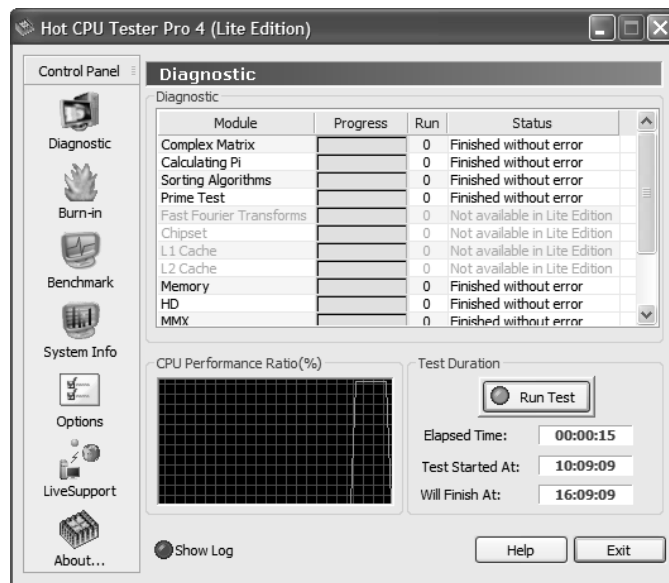 Hot CPU Tester Pro 4 (Lite Edition)
Control Panel
Diagnostic
Burn-in
Benchmark
System Info
Options
LiveSupport
About...
Diagnostic
Diagnostic
Module Progress Run Status
Complex Matrix 0 Finished without error
Calculating Pi 0 Finished without error
Sorting Algorithms 0 Finished without error
Prime Test 0 Finished without error
Fast Fourier Transforms 0 Not available in Lite Edition
Chipset 0 Not available in Lite Edition
L1 Cache 0 Not available in Lite Edition
L2 Cache 0 Not available in Lite Edition
Memory 0 Finished without error
HD 0 Finished without error
MMX 0 Finished without error
CPU Performance Ratio(%)
Test Duration
Run Test
Elapsed Time: 00:00:15
Test Started At: 10:09:09
Will Finish At: 16:09:09
Show Log
Help
Exit